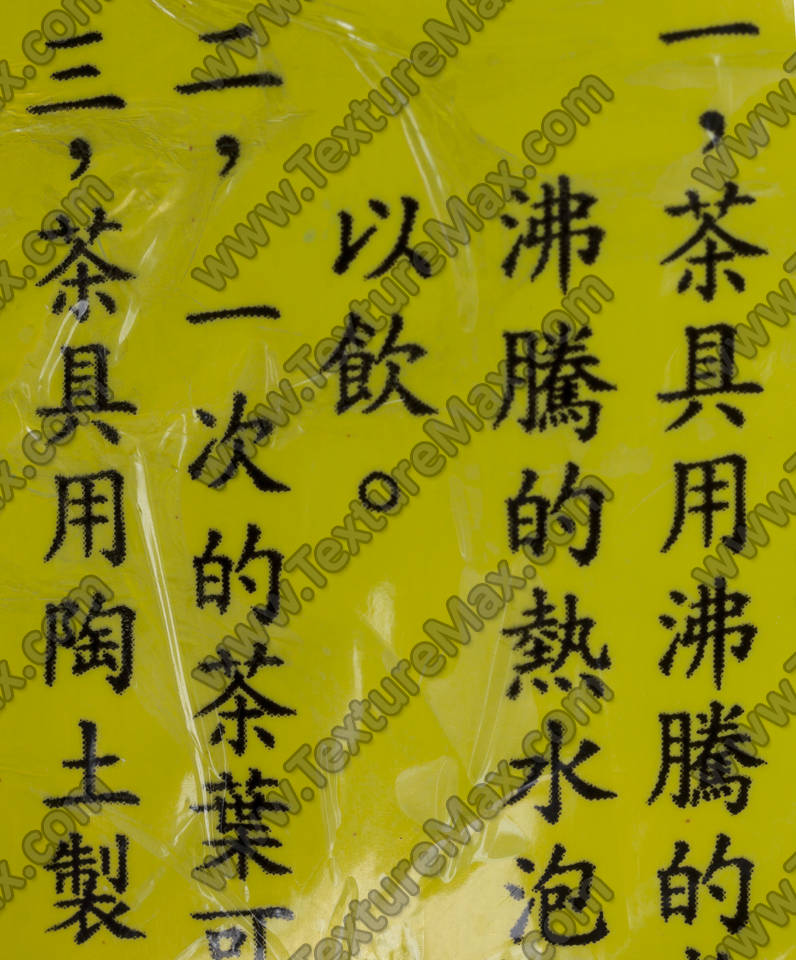 一，茶具用沸騰的
沸騰的熱水泡
以飲。
二，一次的茶葉可
三，茶具用陶土製
www.TextureMax.com